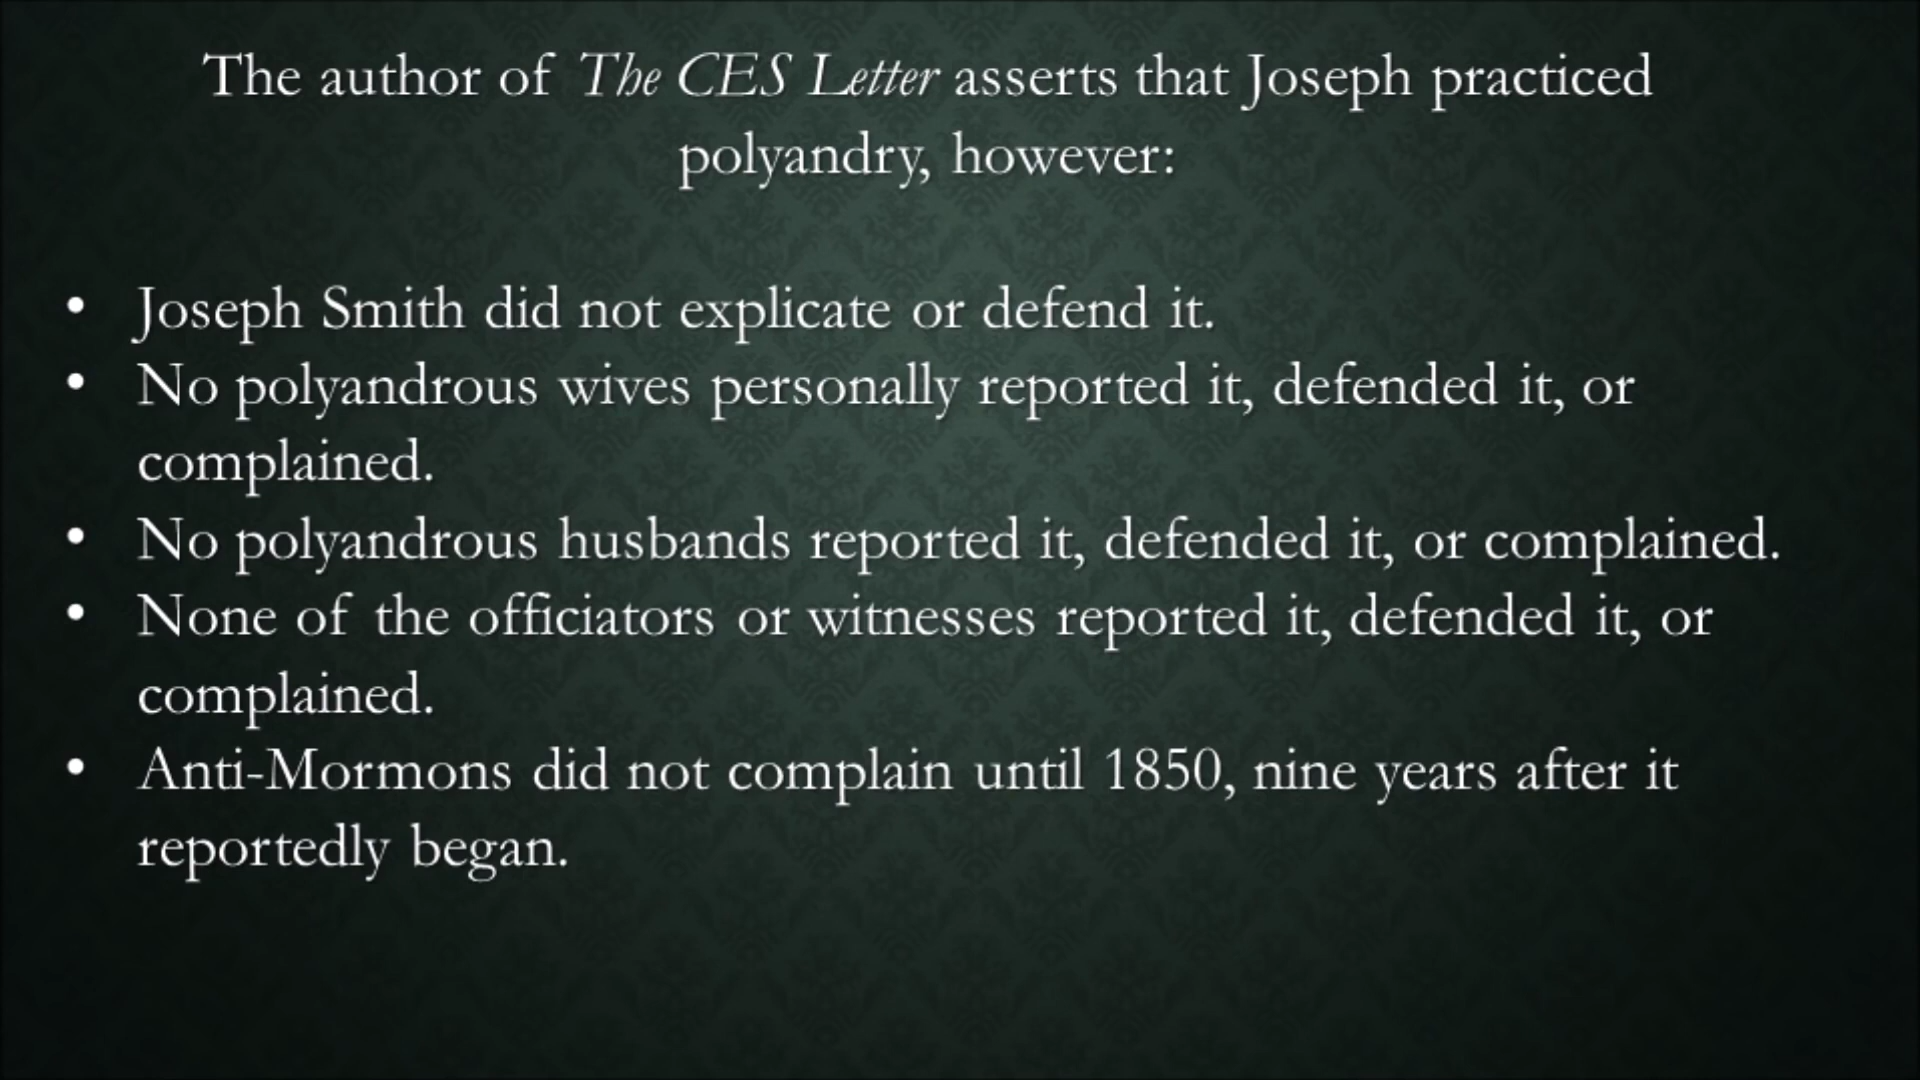 The author of The CES Letter asserts that Joseph practiced
polyandry, however:
• Joseph Smith did not explicate or defend it.
• No polyandrous wives personally reported it, defended it, or
complained.
• No polyandrous husbands reported it, defended it, or complained.
• None of the officiators or witnesses reported it, defended it, or
complained.
• Anti-Mormons did not complain until 1850, nine years after it
reportedly began.